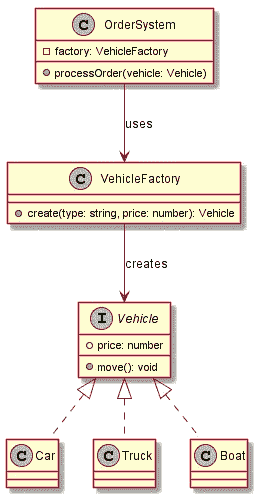 C OrderSystem
factory: VehicleFactory
processOrder(vehicle: Vehicle)
uses
C VehicleFactory
create(type: string, price: number): Vehicle
creates
I Vehicle
price: number
move(): void
C Car
C Truck
C Boat